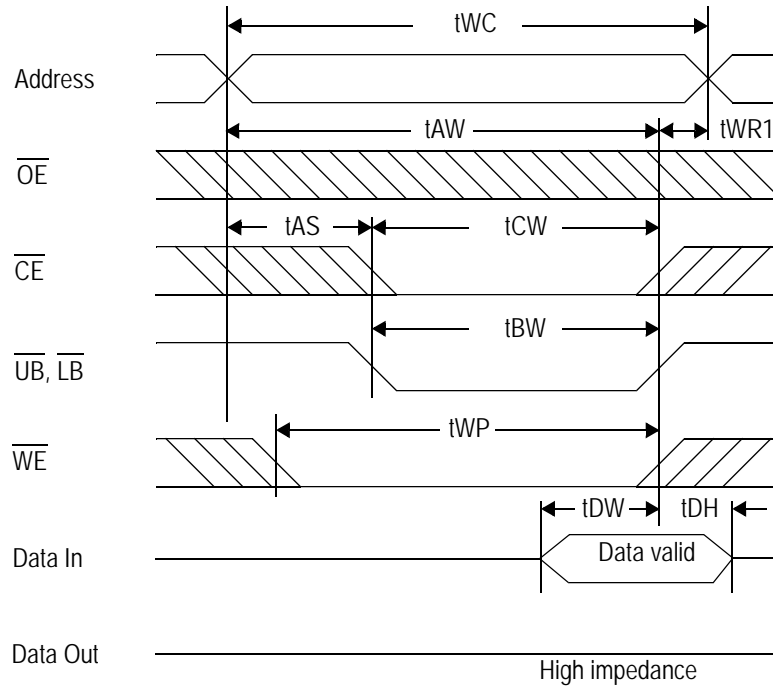 tWC
Address
tAW
tWR1
OE
tAS
tCW
CE
tBW
UB, LB
tWP
WE
tDW
tDH
Data In
Data valid
Data Out
High impedance